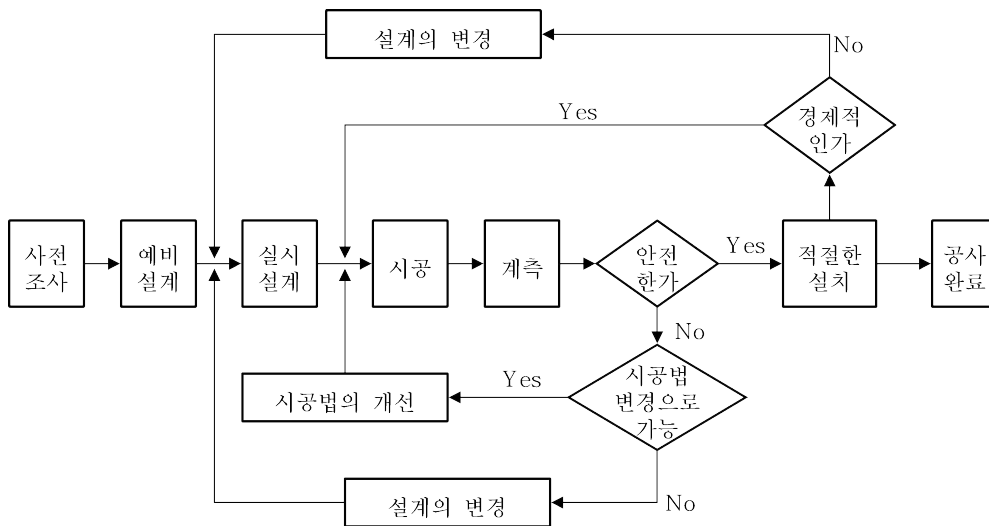 설계의 변경
No
Yes
경제적
인가
사전
조사
예비
설계
실시
설계
시공
계측
안전
한가
Yes
적절한
설치
공사
완료
No
시공법의 개선
Yes
시공법
변경으로
가능
설계의 변경
No